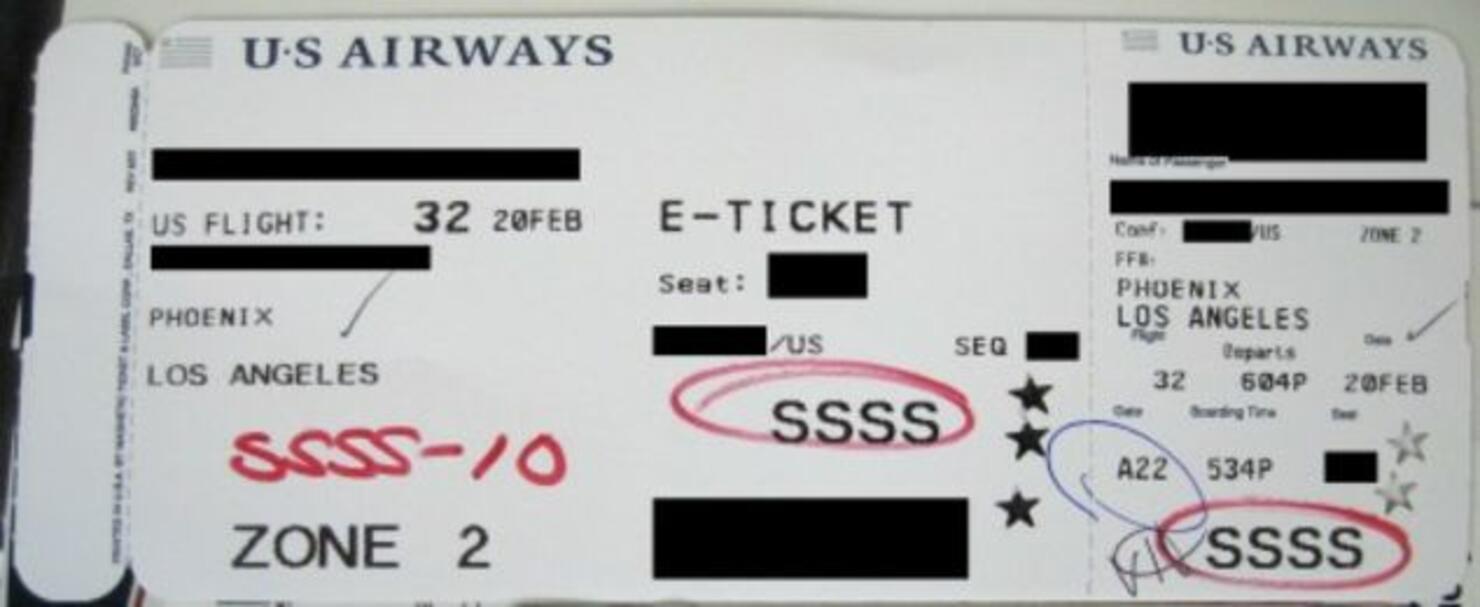 U·S AIRWAYS
US FLIGHT: 32 20FEB
PHOENIX
LOS ANGELES
SSSS-10
ZONE 2
E-TICKET
Seat:
/US SEQ
SSSS
U·S AIRWAYS
Name of Passenger
Conf: /US ZONE 2
PHOENIX
LOS ANGELES
Flight Departs Date
32 604P 20FEB
Gate Boarding Time Seat
A22 534P
SSSS